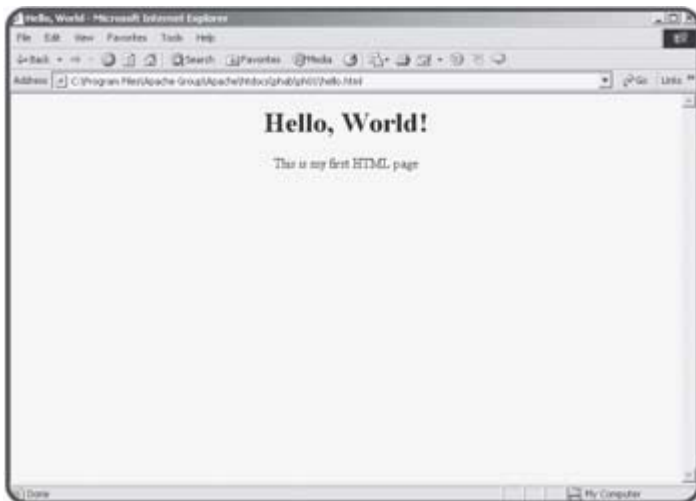 Hello, World - Microsoft Internet Explorer
File Edit View Favorites Tools Help
Back Search Favorites Media
Address C:\Program Files\Apache Group\Apache\htdocs\phab\ph01\hello.html Go Links »
Hello, World!
This is my first HTML page
Done My Computer